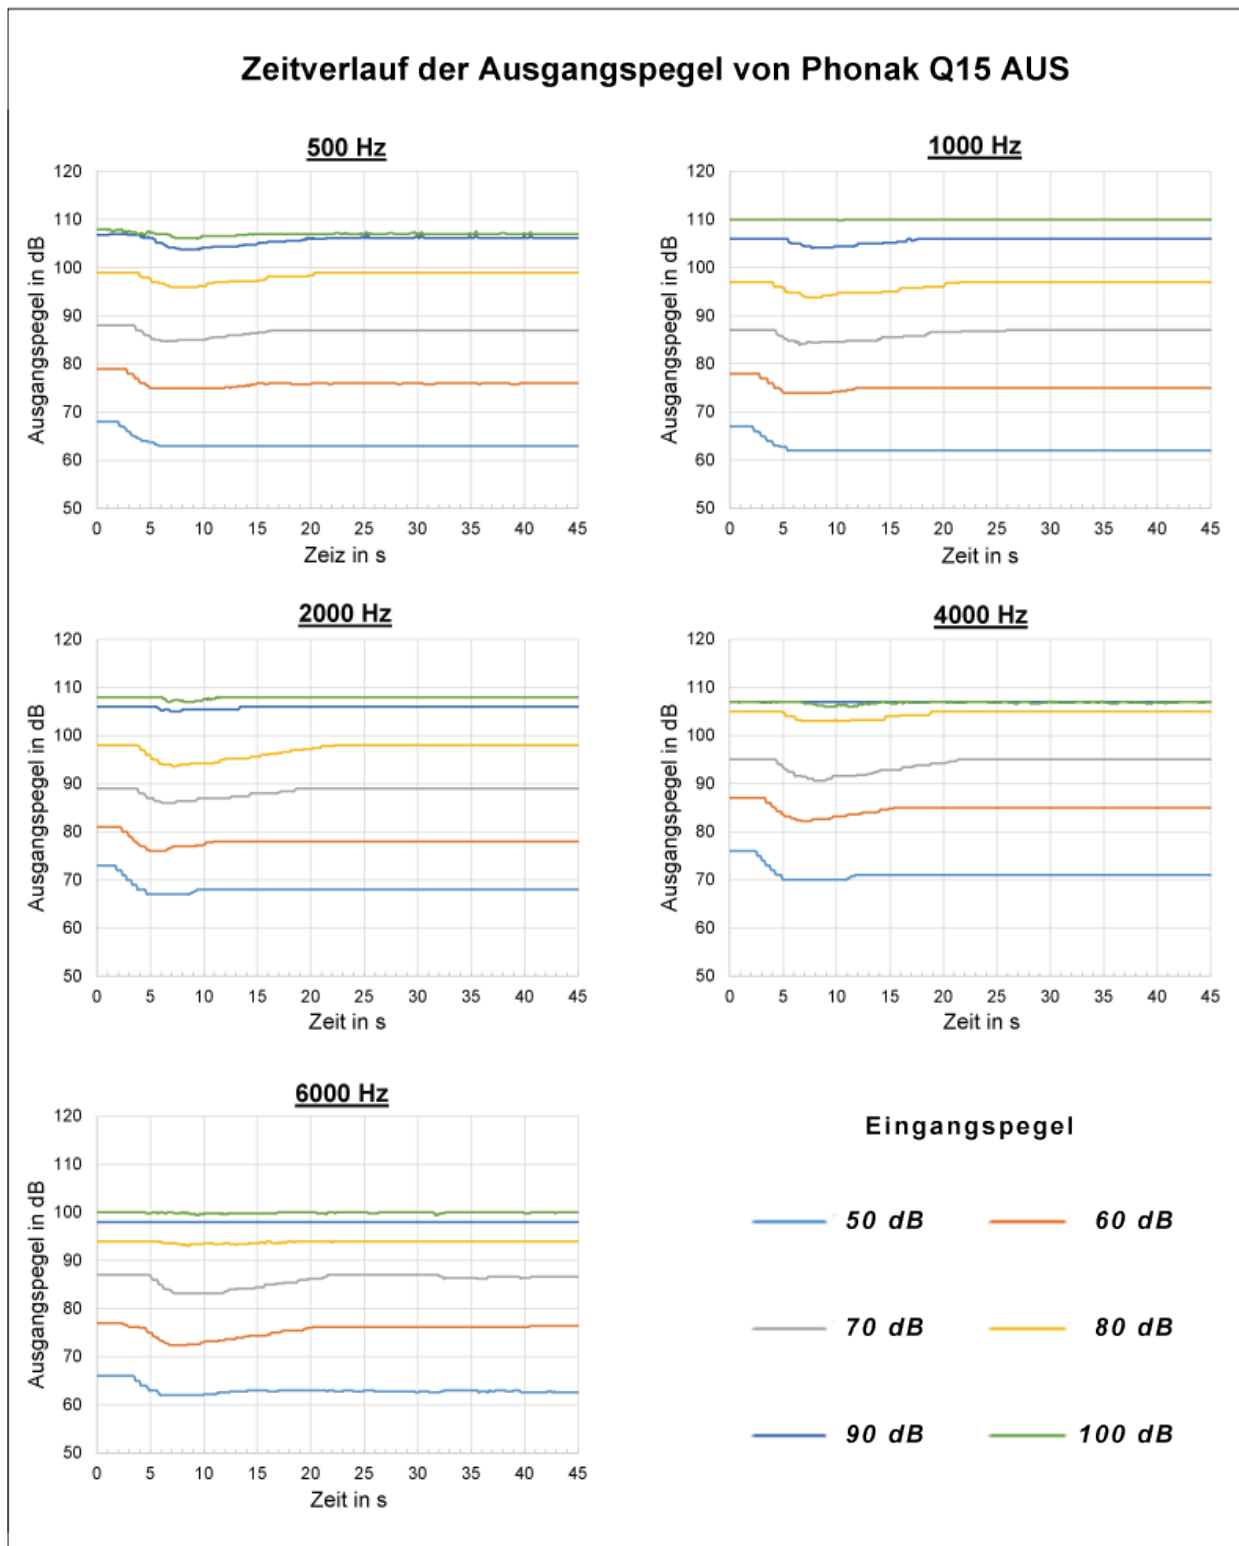 Zeitverlauf der Ausgangspegel von Phonak Q15 AUS
500 Hz
120
110
100
90
80
70
60
50
Ausgangspegel in dB
0 5 10 15 20 25 30 35 40 45
Zeiz in s
1000 Hz
120
110
100
90
80
70
60
50
Ausgangspegel in dB
0 5 10 15 20 25 30 35 40 45
Zeit in s
2000 Hz
120
110
100
90
80
70
60
50
Ausgangspegel in dB
0 5 10 15 20 25 30 35 40 45
Zeit in s
4000 Hz
120
110
100
90
80
70
60
50
Ausgangspegel in dB
0 5 10 15 20 25 30 35 40 45
Zeit in s
6000 Hz
120
110
100
90
80
70
60
50
Ausgangspegel in dB
0 5 10 15 20 25 30 35 40 45
Zeit in s
Eingangspegel
50 dB 60 dB
70 dB 80 dB
90 dB 100 dB